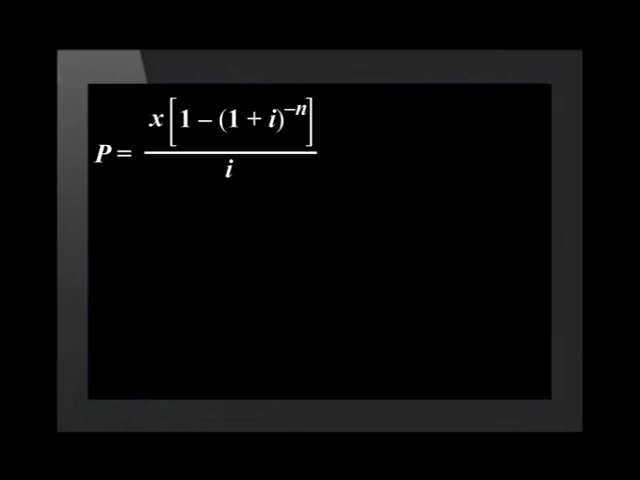 P = x[1 – (1 + i)⁻ⁿ] / i